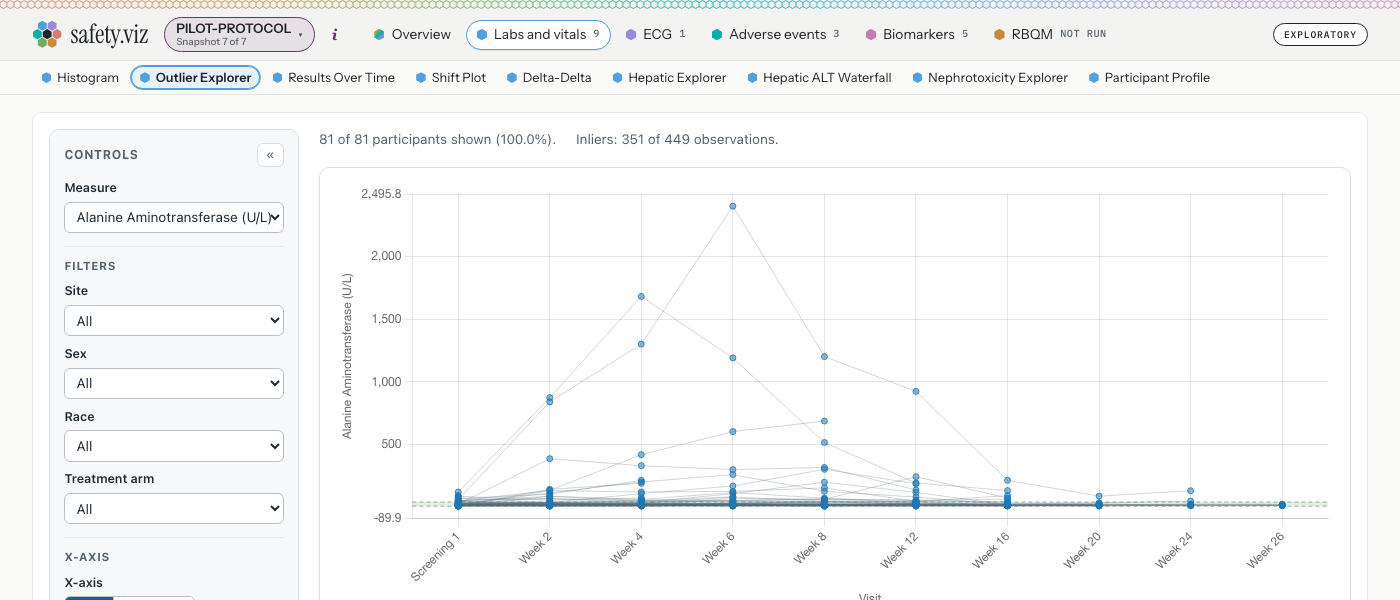 safety.viz
PILOT-PROTOCOL
Snapshot 7 of 7
i
Overview
Labs and vitals 9
ECG 1
Adverse events 3
Biomarkers 5
RBQM NOT RUN
EXPLORATORY
Histogram
Outlier Explorer
Results Over Time
Shift Plot
Delta-Delta
Hepatic Explorer
Hepatic ALT Waterfall
Nephrotoxicity Explorer
Participant Profile
CONTROLS
«
Measure
Alanine Aminotransferase (U/L)
FILTERS
Site
All
Sex
All
Race
All
Treatment arm
All
X-AXIS
X-axis
81 of 81 participants shown (100.0%). Inliers: 351 of 449 observations.
Alanine Aminotransferase (U/L)
2,495.8
2,000
1,500
1,000
500
-89.9
Screening 1
Week 2
Week 4
Week 6
Week 8
Week 12
Week 16
Week 20
Week 24
Week 26
Visit